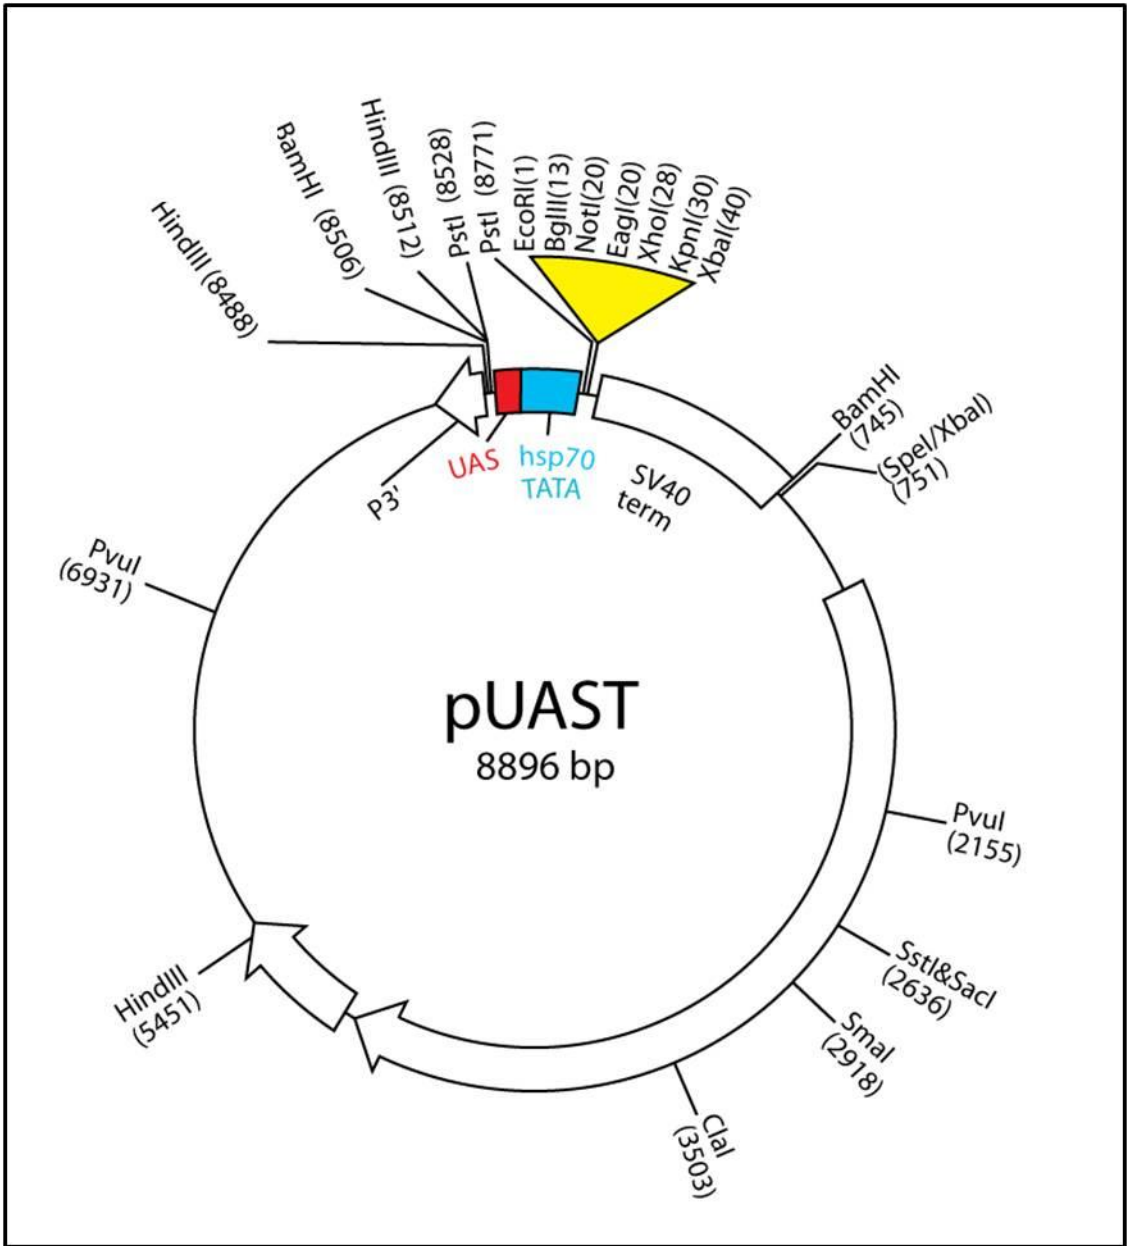 HindIII (8488)
BamHI (8506)
HindIII (8512)
PstI (8528)
PstI (8771)
EcoRI(1)
BglII(13)
NotI(20)
EagI(20)
XhoI(28)
KpnI(30)
XbaI(40)
BamHI
(745)
(SpeI/XbaI)
(751)
UAS
hsp70
TATA
SV40
term
P3'
PvuI
(6931)
pUAST
8896 bp
PvuI
(2155)
SstI&SacI
(2636)
SmaI
(2918)
ClaI
(3503)
HindIII
(5451)